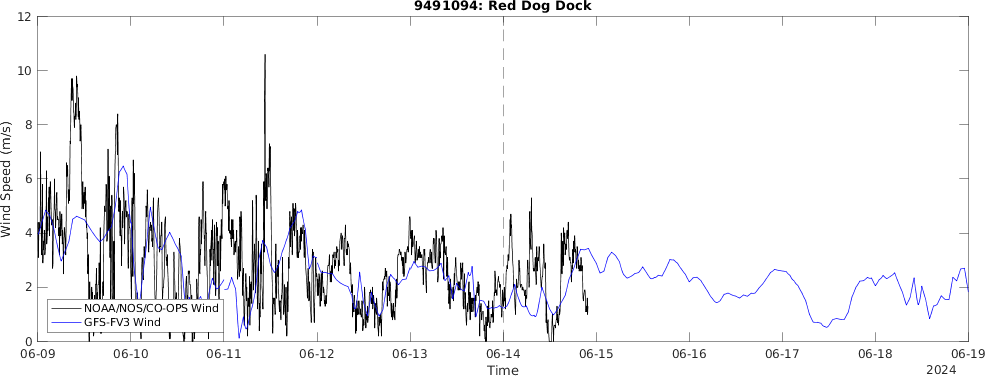 9491094: Red Dog Dock
12
10
8
6
4
2
0
Wind Speed (m/s)
NOAA/NOS/CO-OPS Wind
GFS-FV3 Wind
06-09 06-10 06-11 06-12 06-13 06-14 06-15 06-16 06-17 06-18 06-19
Time
2024